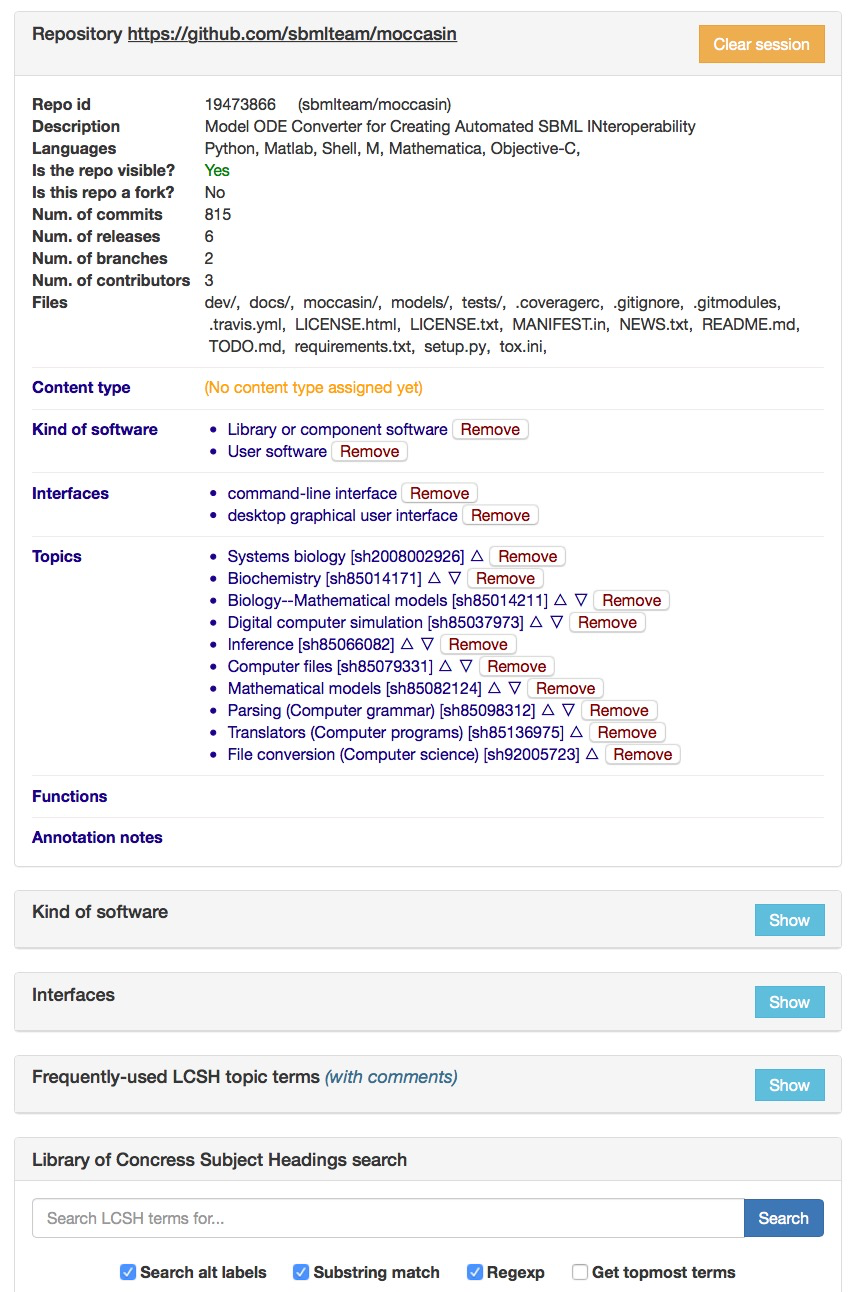 Repository https://github.com/sbmlteam/moccasin
Clear session
Repo id 19473866 (sbmlteam/moccasin)
Description Model ODE Converter for Creating Automated SBML INteroperability
Languages Python, Matlab, Shell, M, Mathematica, Objective-C,
Is the repo visible? Yes
Is this repo a fork? No
Num. of commits 815
Num. of releases 6
Num. of branches 2
Num. of contributors 3
Files dev/, docs/, moccasin/, models/, tests/, .coveragerc, .gitignore, .gitmodules,
.travis.yml, LICENSE.html, LICENSE.txt, MANIFEST.in, NEWS.txt, README.md,
TODO.md, requirements.txt, setup.py, tox.ini,
Content type (No content type assigned yet)
Kind of software • Library or component software Remove
• User software Remove
Interfaces • command-line interface Remove
• desktop graphical user interface Remove
Topics • Systems biology [sh2008002926] △ Remove
• Biochemistry [sh85014171] △ ▽ Remove
• Biology--Mathematical models [sh85014211] △ ▽ Remove
• Digital computer simulation [sh85037973] △ ▽ Remove
• Inference [sh85066082] △ ▽ Remove
• Computer files [sh85079331] △ ▽ Remove
• Mathematical models [sh85082124] △ ▽ Remove
• Parsing (Computer grammar) [sh85098312] △ ▽ Remove
• Translators (Computer programs) [sh85136975] △ Remove
• File conversion (Computer science) [sh92005723] △ Remove
Functions
Annotation notes
Kind of software
Show
Interfaces
Show
Frequently-used LCSH topic terms (with comments)
Show
Library of Concress Subject Headings search
Search LCSH terms for... Search
Search alt labels Substring match Regexp Get topmost terms